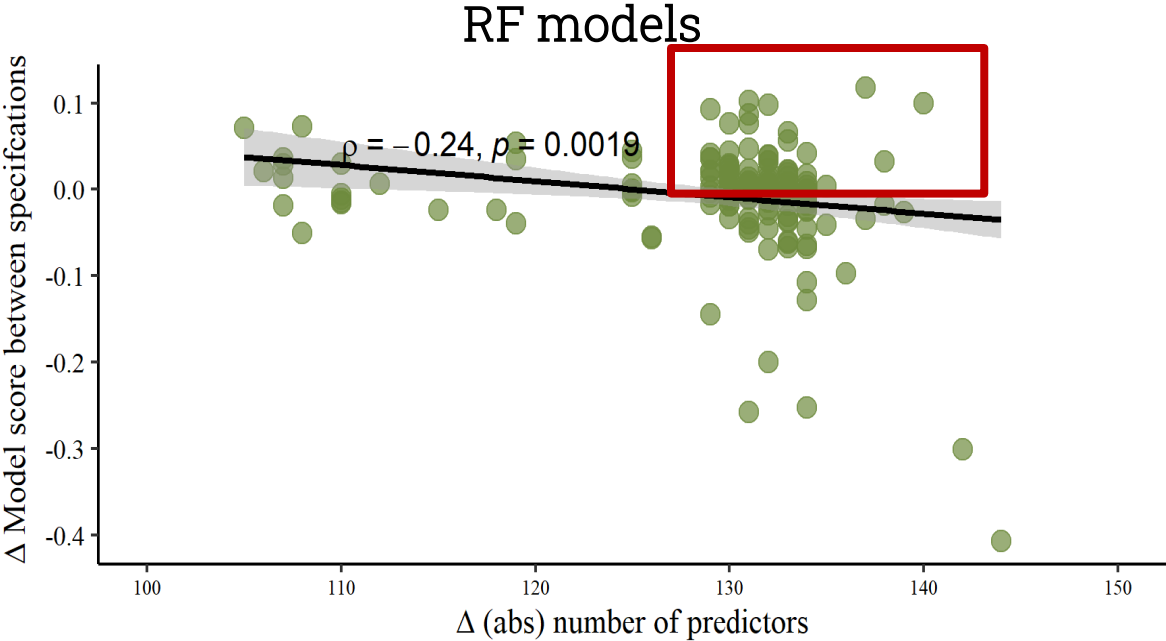 RF models
Δ Model score between specifcations
0.1
0.0
-0.1
-0.2
-0.3
-0.4
ρ = −0.24, p = 0.0019
100 110 120 130 140 150
Δ (abs) number of predictors